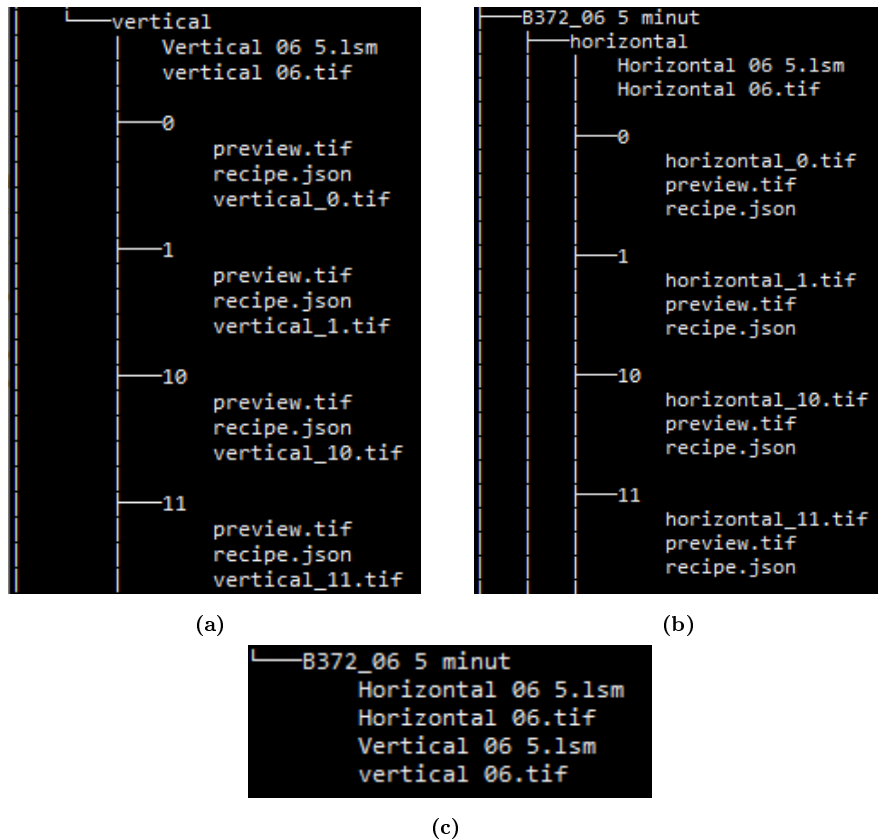 vertical
Vertical 06 5.lsm
vertical 06.tif
0
preview.tif
recipe.json
vertical_0.tif
1
preview.tif
recipe.json
vertical_1.tif
10
preview.tif
recipe.json
vertical_10.tif
11
preview.tif
recipe.json
vertical_11.tif
(a)
B372_06 5 minut
horizontal
Horizontal 06 5.lsm
Horizontal 06.tif
0
horizontal_0.tif
preview.tif
recipe.json
1
horizontal_1.tif
preview.tif
recipe.json
10
horizontal_10.tif
preview.tif
recipe.json
11
horizontal_11.tif
preview.tif
recipe.json
(b)
B372_06 5 minut
Horizontal 06 5.lsm
Horizontal 06.tif
Vertical 06 5.lsm
vertical 06.tif
(c)